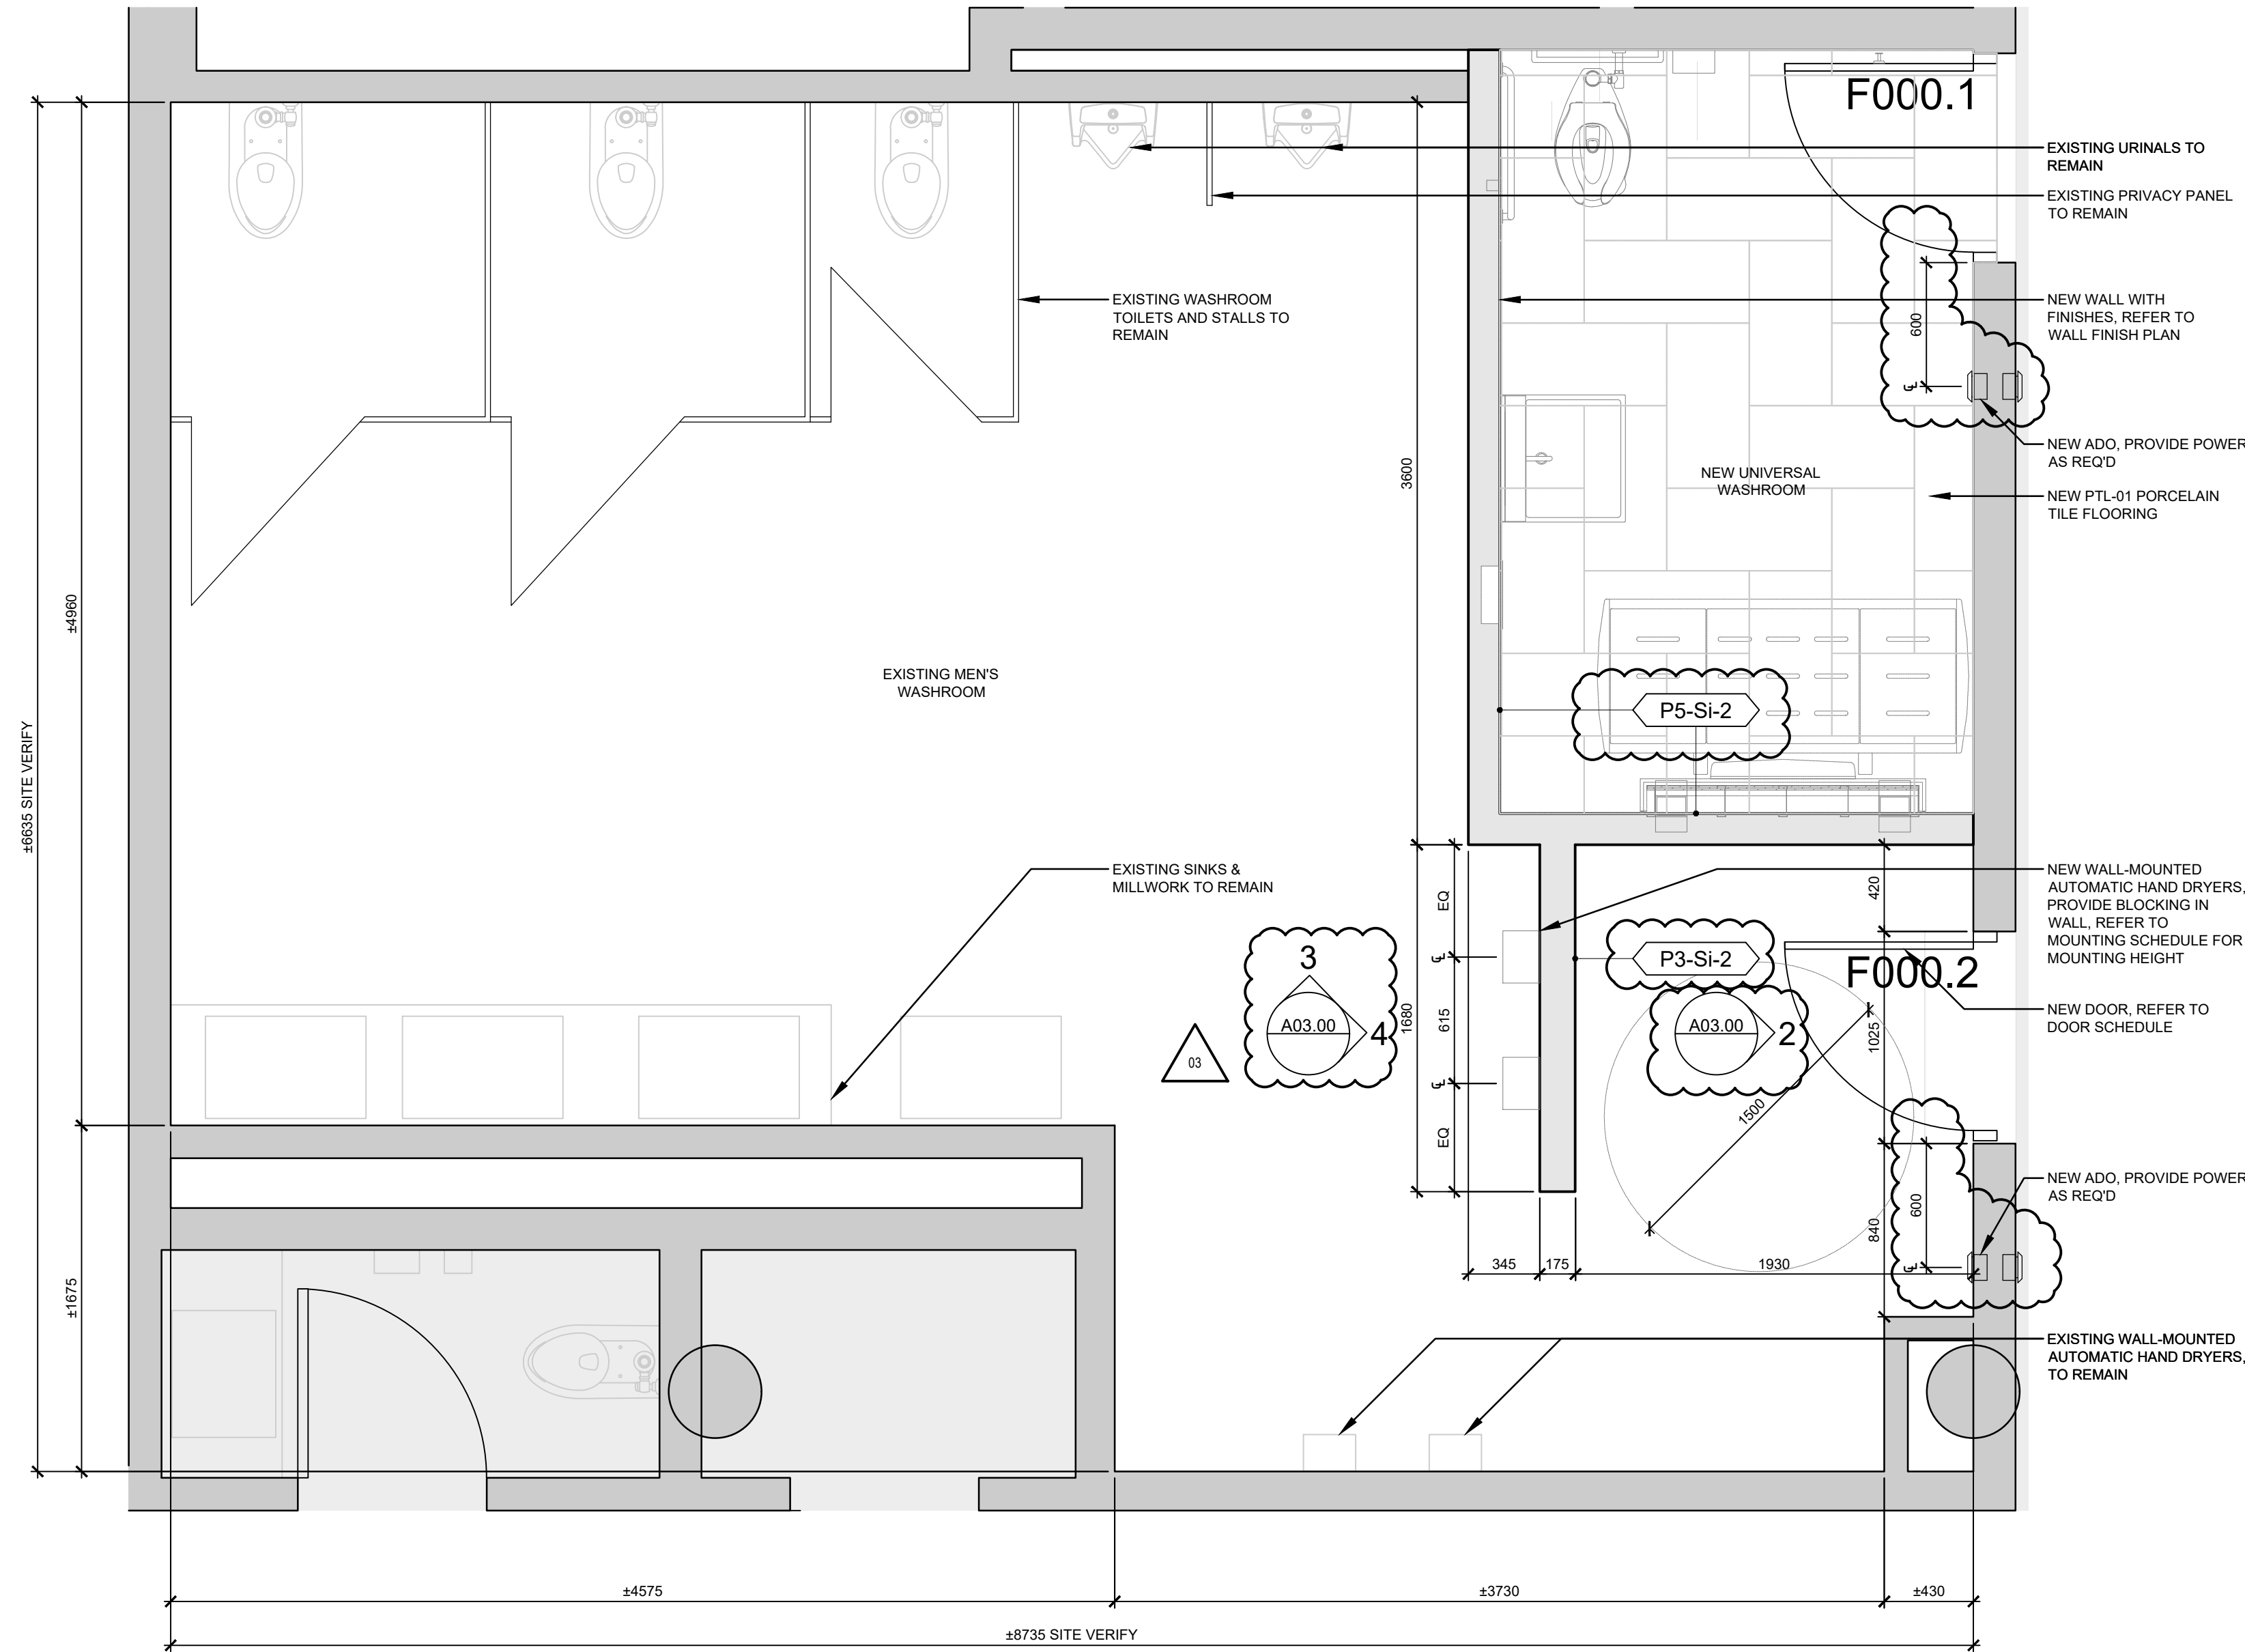 F000.1
EXISTING URINALS TO
REMAIN
EXISTING PRIVACY PANEL
TO REMAIN
EXISTING WASHROOM
TOILETS AND STALLS TO
REMAIN
NEW WALL WITH
FINISHES, REFER TO
WALL FINISH PLAN
600
℄
NEW ADO, PROVIDE POWER
AS REQ'D
3600
NEW UNIVERSAL
WASHROOM
NEW PTL-01 PORCELAIN
TILE FLOORING
±4960
±6635 SITE VERIFY
EXISTING MEN'S
WASHROOM
P5-Si-2
EXISTING SINKS &
MILLWORK TO REMAIN
EQ
420
NEW WALL-MOUNTED
AUTOMATIC HAND DRYERS,
PROVIDE BLOCKING IN
WALL, REFER TO
MOUNTING SCHEDULE FOR
MOUNTING HEIGHT
3
℄
P3-Si-2
F000.2
A03.00
4
1680
615
A03.00
2
1025
NEW DOOR, REFER TO
DOOR SCHEDULE
03
℄
1500
EQ
NEW ADO, PROVIDE POWER
AS REQ'D
600
840
℄
345
175
1930
±1675
EXISTING WALL-MOUNTED
AUTOMATIC HAND DRYERS,
TO REMAIN
±4575
±3730
±430
±8735 SITE VERIFY